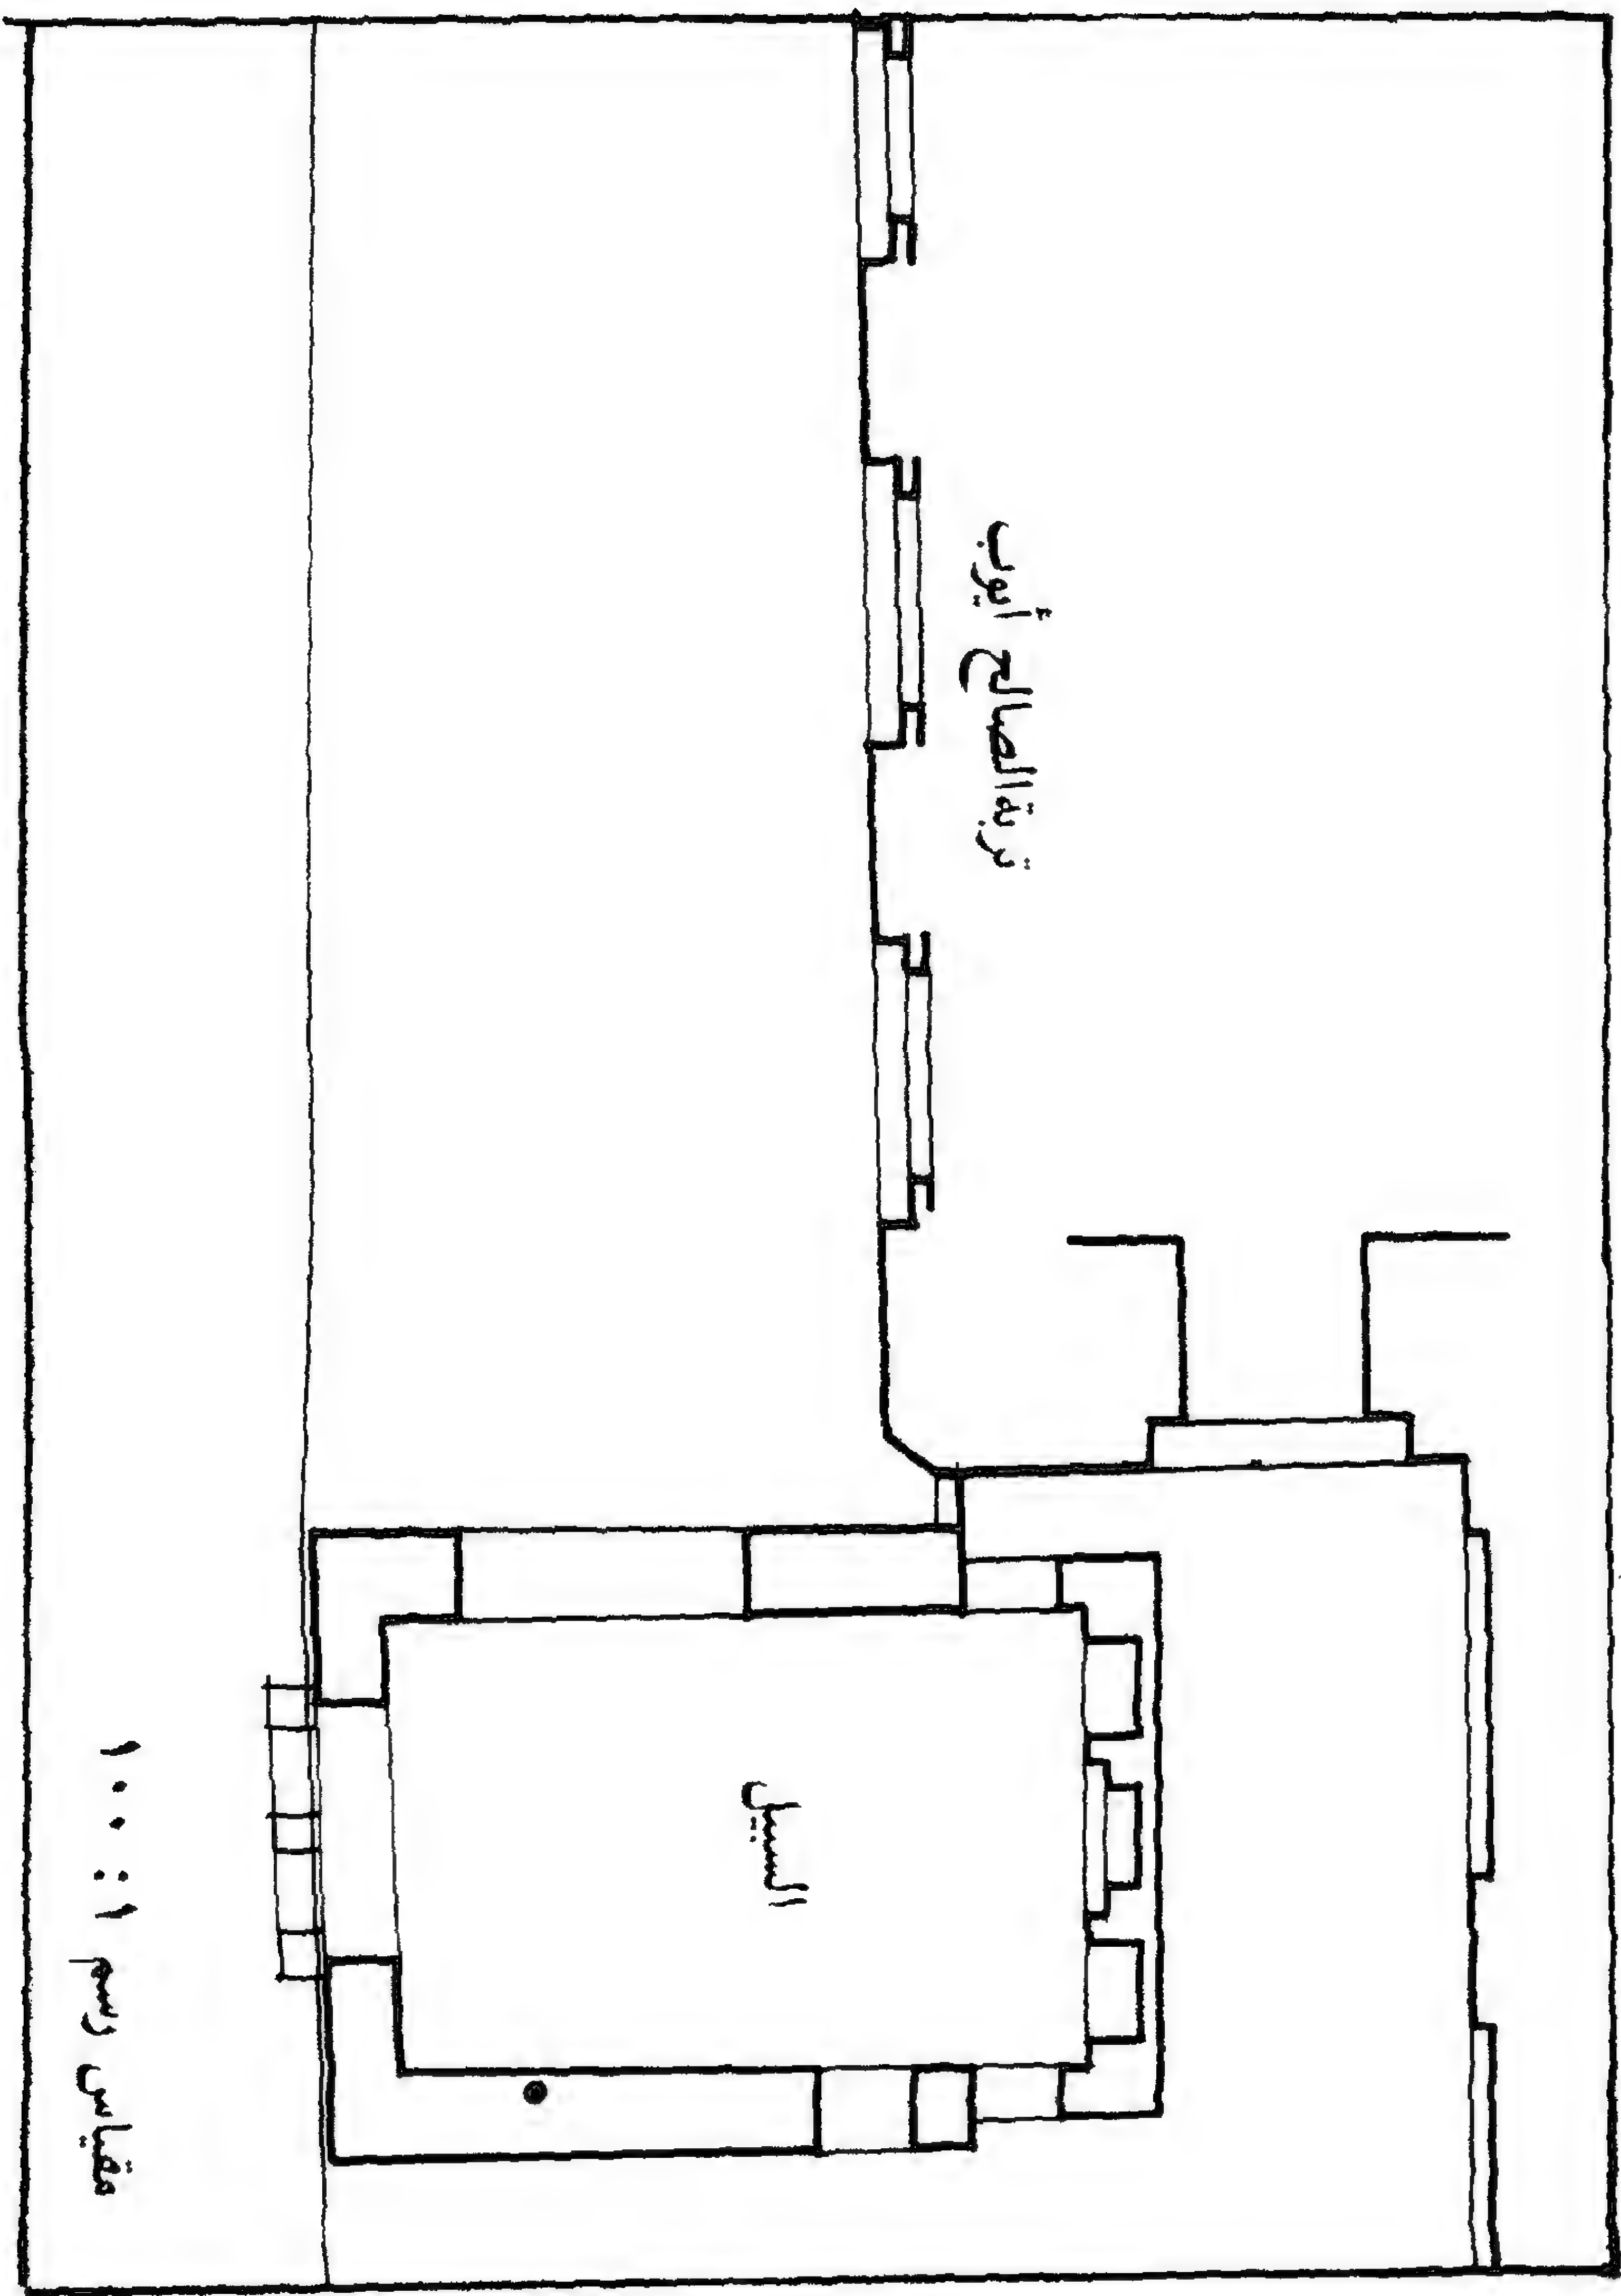 تربة الصالح أيوب
السبيل
مقياس رسم ١ : ١٠٠